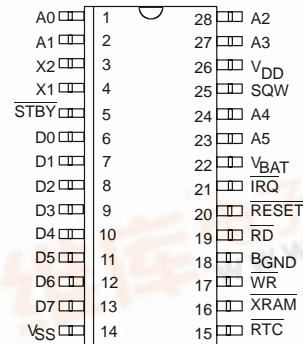 A0 1 28 A2
A1 2 27 A3
X2 3 26 VDD
X1 4 25 SQW
STBY 5 24 A4
D0 6 23 A5
D1 7 22 VBAT
D2 8 21 IRQ
D3 9 20 RESET
D4 10 19 RD
D5 11 18 BGND
D6 12 17 WR
D7 13 16 XRAM
VSS 14 15 RTC